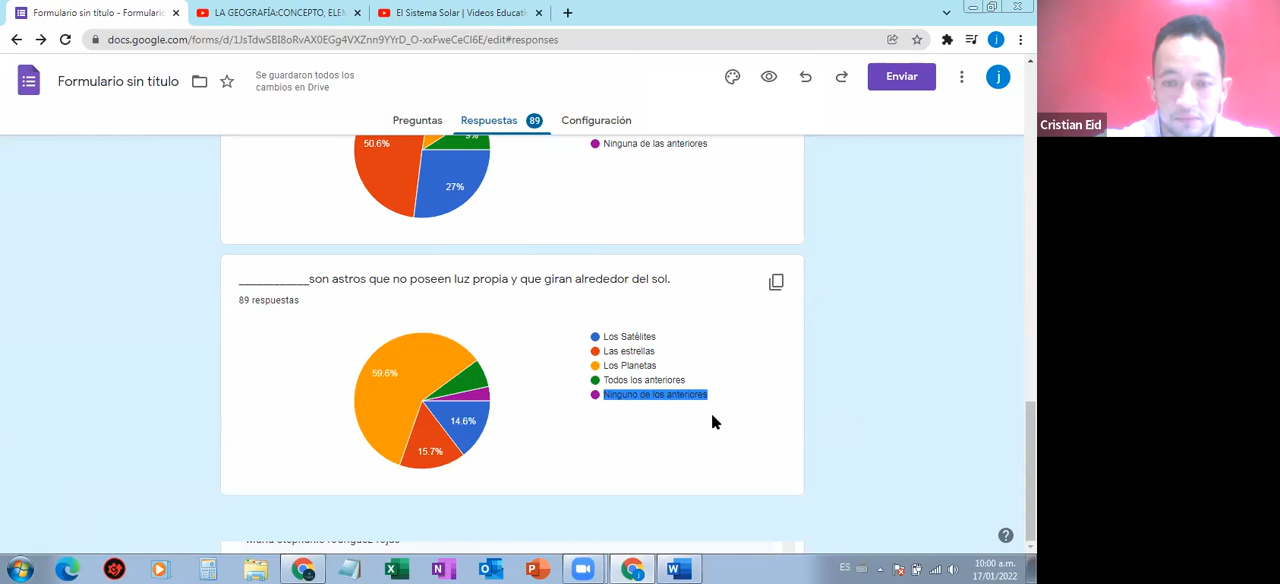 Formulario sin título - Formulario
LA GEOGRAFÍA:CONCEPTO, ELEM
El Sistema Solar | Videos Educati
docs.google.com/forms/d/1JsTdwSBI8oRvAX0EGg4VXZnn9YYrD_O-xxFweCeCl6E/edit#responses
Formulario sin título
Se guardaron todos los
cambios en Drive
Enviar
j
j
Preguntas
Respuestas 89
Configuración
50.6%
9%
27%
Ninguna de las anteriores
____________son astros que no poseen luz propia y que giran alrededor del sol.
89 respuestas
59.6%
14.6%
15.7%
Los Satélites
Las estrellas
Los Planetas
Todos los anteriores
Ninguno de los anteriores
Cristian Eid
ES
10:00 a.m.
17/01/2022